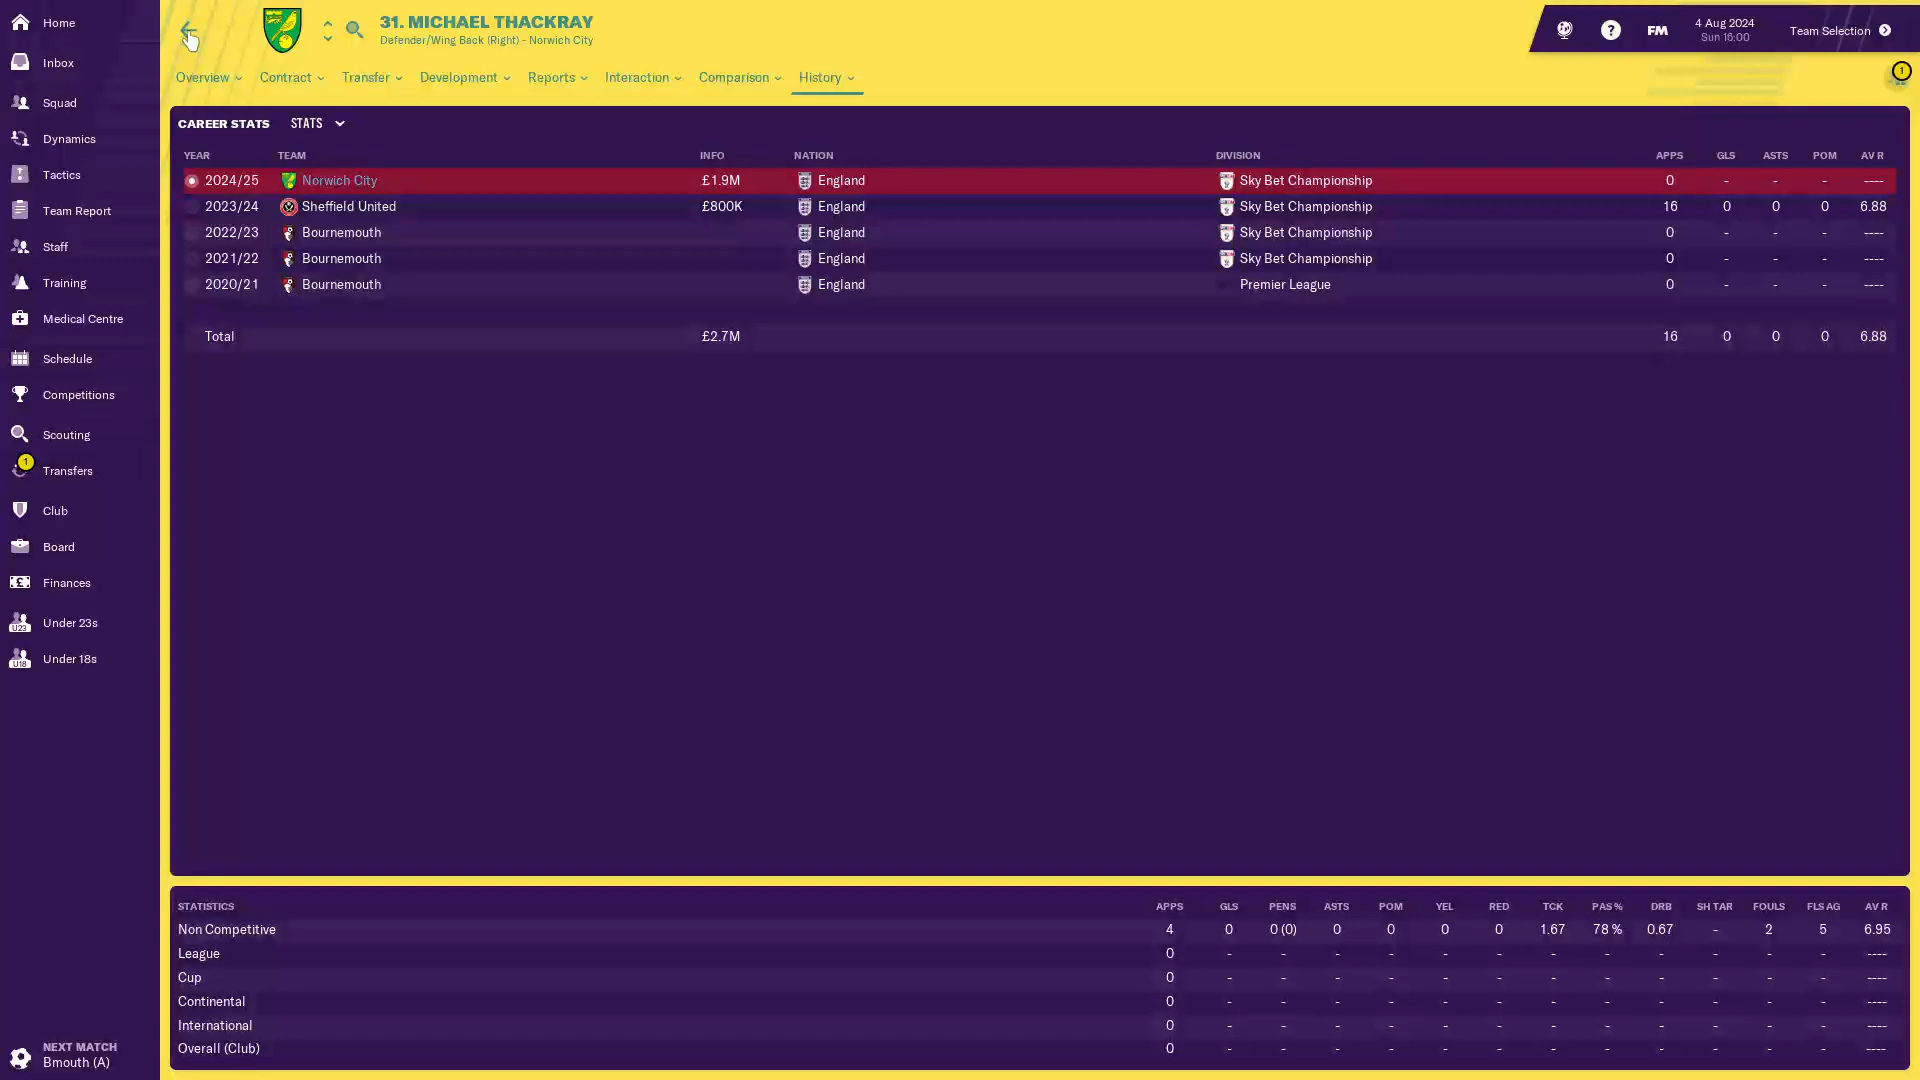 Home
Inbox
Squad
Dynamics
Tactics
Team Report
Staff
Training
Medical Centre
Schedule
Competitions
Scouting
1
Transfers
Club
Board
Finances
U23 Under 23s
U18 Under 18s
NEXT MATCH
Bmouth (A)
31. MICHAEL THACKRAY
Defender/Wing Back (Right) - Norwich City
? FM
4 Aug 2024
Sun 16:00
Team Selection
Overview Contract Transfer Development Reports Interaction Comparison History
1
CAREER STATS STATS
YEAR TEAM INFO NATION DIVISION APPS GLS ASTS POM AV R
2024/25 Norwich City £1.9M England Sky Bet Championship 0 - - - ----
2023/24 Sheffield United £800K England Sky Bet Championship 16 0 0 0 6.88
2022/23 Bournemouth England Sky Bet Championship 0 - - - ----
2021/22 Bournemouth England Sky Bet Championship 0 - - - ----
2020/21 Bournemouth England Premier League 0 - - - ----
Total £2.7M 16 0 0 0 6.88
STATISTICS APPS GLS PENS ASTS POM YEL RED TCK PAS % DRB SH TAR FOULS FLS AG AV R
Non Competitive 4 0 0 (0) 0 0 0 0 1.67 78 % 0.67 - 2 5 6.95
League 0 - - - - - - - - - - - - ----
Cup 0 - - - - - - - - - - - - ----
Continental 0 - - - - - - - - - - - - ----
International 0 - - - - - - - - - - - - ----
Overall (Club) 0 - - - - - - - - - - - - ----